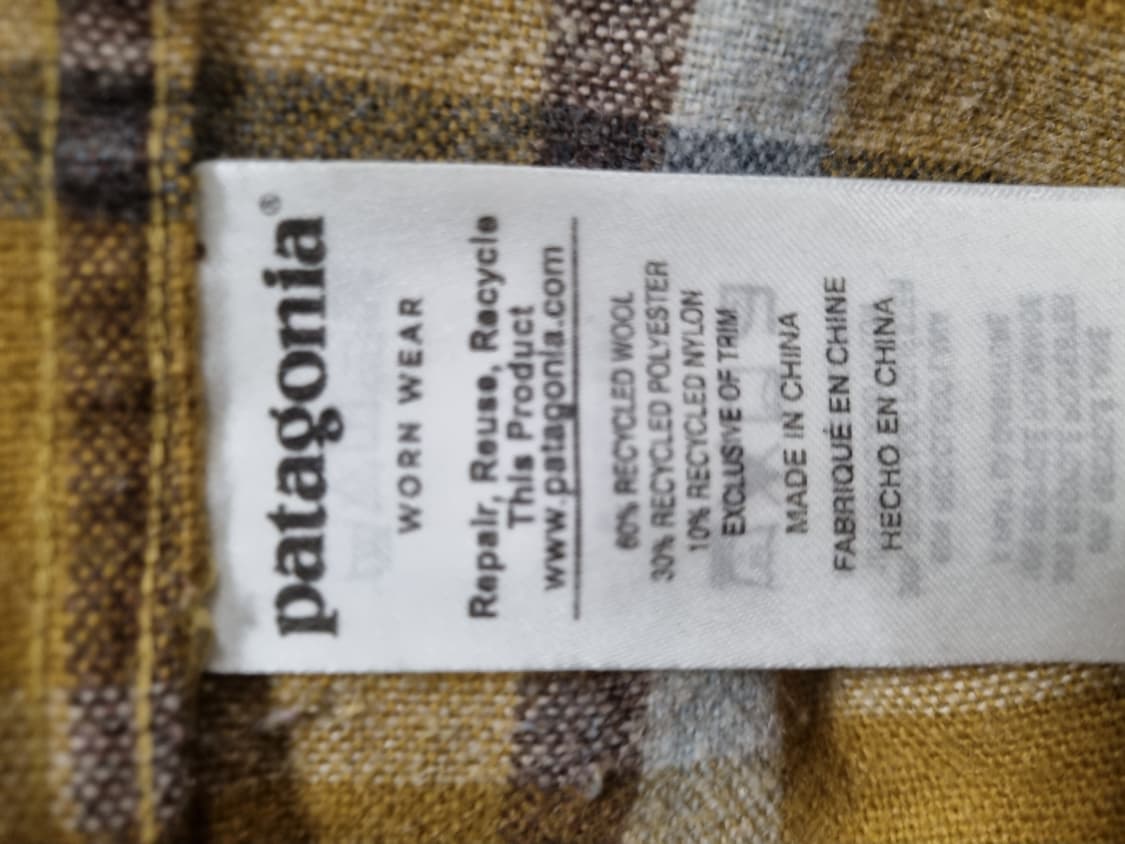 patagonia®
WORN WEAR
Repair, Reuse, Recycle
This Product
www.patagonia.com
60% RECYCLED WOOL
30% RECYCLED POLYESTER
10% RECYCLED NYLON
EXCLUSIVE OF TRIM
MADE IN CHINA
FABRIQUÉ EN CHINE
HECHO EN CHINA